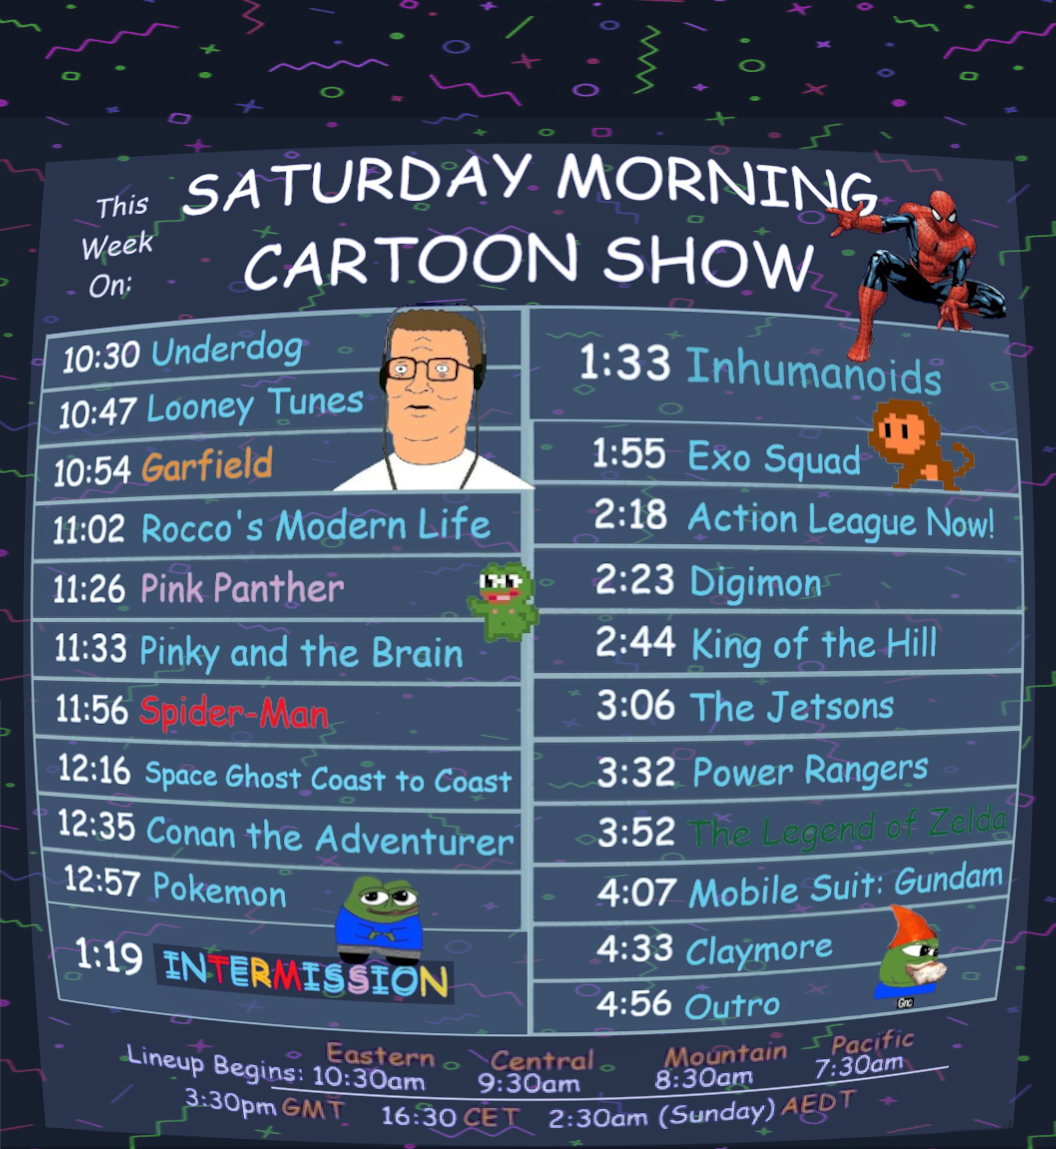 This
Week
On:
SATURDAY MORNING
CARTOON SHOW
10:30 Underdog
10:47 Looney Tunes
10:54 Garfield
11:02 Rocco's Modern Life
11:26 Pink Panther
11:33 Pinky and the Brain
11:56 Spider-Man
12:16 Space Ghost Coast to Coast
12:35 Conan the Adventurer
12:57 Pokemon
1:19 INTERMISSION
1:33 Inhumanoids
1:55 Exo Squad
2:18 Action League Now!
2:23 Digimon
2:44 King of the Hill
3:06 The Jetsons
3:32 Power Rangers
3:52 The Legend of Zelda
4:07 Mobile Suit: Gundam
4:33 Claymore
4:56 Outro
Gnc
Eastern Central Mountain Pacific
Lineup Begins: 10:30am 9:30am 8:30am 7:30am
3:30pm GMT 16:30 CET 2:30am (Sunday) AEDT